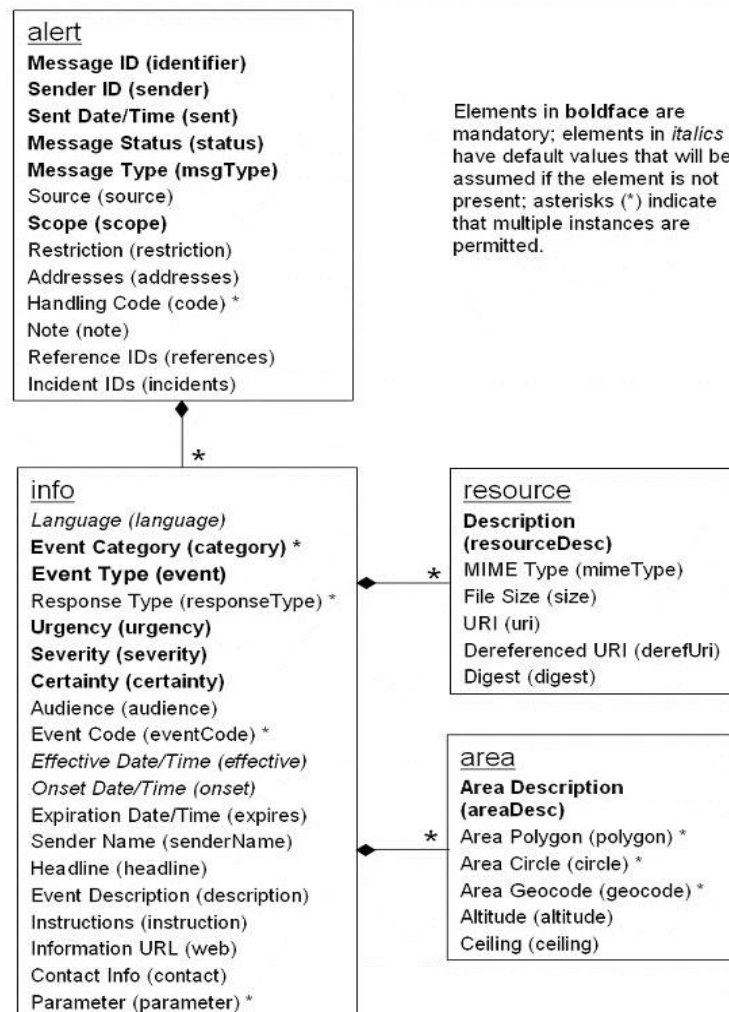 alert
Message ID (identifier)
Sender ID (sender)
Sent Date/Time (sent)
Message Status (status)
Message Type (msgType)
Source (source)
Scope (scope)
Restriction (restriction)
Addresses (addresses)
Handling Code (code) *
Note (note)
Reference IDs (references)
Incident IDs (incidents)
Elements in boldface are
mandatory; elements in italics
have default values that will be
assumed if the element is not
present; asterisks (*) indicate
that multiple instances are
permitted.
*
info
Language (language)
Event Category (category) *
Event Type (event)
Response Type (responseType) *
Urgency (urgency)
Severity (severity)
Certainty (certainty)
Audience (audience)
Event Code (eventCode) *
Effective Date/Time (effective)
Onset Date/Time (onset)
Expiration Date/Time (expires)
Sender Name (senderName)
Headline (headline)
Event Description (description)
Instructions (instruction)
Information URL (web)
Contact Info (contact)
Parameter (parameter) *
*
resource
Description
(resourceDesc)
MIME Type (mimeType)
File Size (size)
URI (uri)
Dereferenced URI (derefUri)
Digest (digest)
*
area
Area Description
(areaDesc)
Area Polygon (polygon) *
Area Circle (circle) *
Area Geocode (geocode) *
Altitude (altitude)
Ceiling (ceiling)